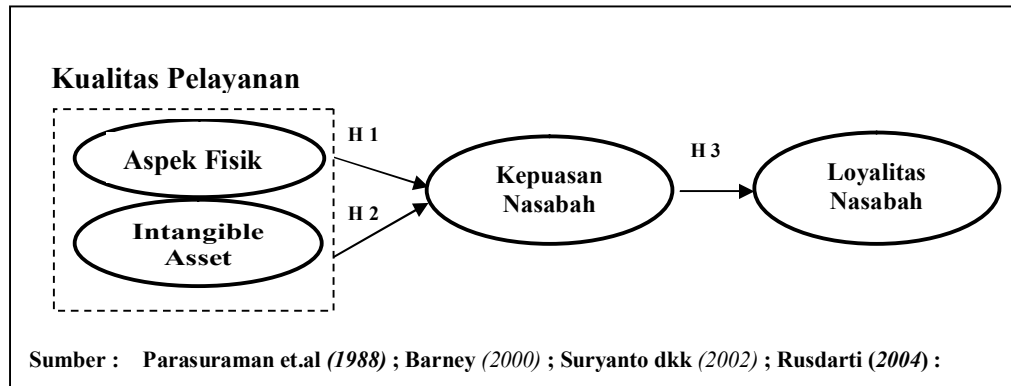 Kualitas Pelayanan
Aspek Fisik
H 1
H 2
Intangible
Asset
Kepuasan
Nasabah
H 3
Loyalitas
Nasabah
Sumber : Parasuraman et.al (1988) ; Barney (2000) ; Suryanto dkk (2002) ; Rusdarti (2004) :